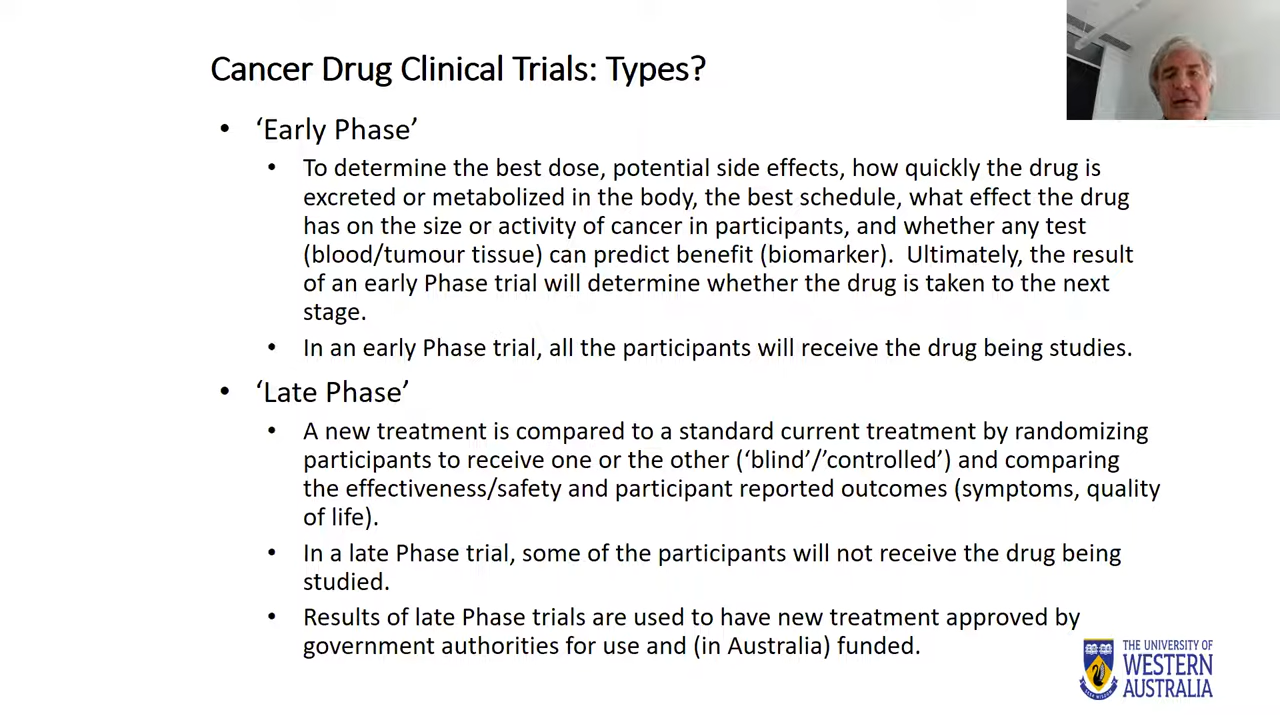 Cancer Drug Clinical Trials: Types?
• ‘Early Phase’
• To determine the best dose, potential side effects, how quickly the drug is
excreted or metabolized in the body, the best schedule, what effect the drug
has on the size or activity of cancer in participants, and whether any test
(blood/tumour tissue) can predict benefit (biomarker).  Ultimately, the result
of an early Phase trial will determine whether the drug is taken to the next
stage.
• In an early Phase trial, all the participants will receive the drug being studies.
• ‘Late Phase’
• A new treatment is compared to a standard current treatment by randomizing
participants to receive one or the other (‘blind’/’controlled’) and comparing
the effectiveness/safety and participant reported outcomes (symptoms, quality
of life).
• In a late Phase trial, some of the participants will not receive the drug being
studied.
• Results of late Phase trials are used to have new treatment approved by
government authorities for use and (in Australia) funded.
THE UNIVERSITY OF
WESTERN
AUSTRALIA